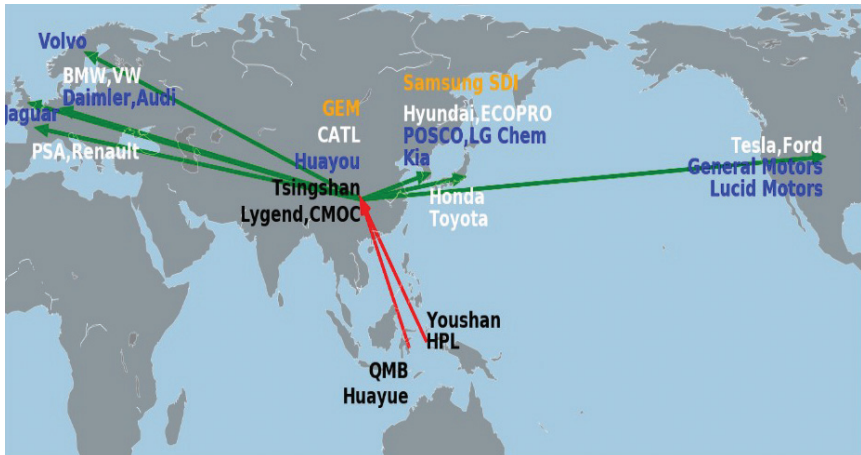 Volvo
BMW,VW
Daimler,Audi
Jaguar
PSA,Renault
GEM
CATL
Huayou
Tsingshan
Lygend,CMOC
Samsung SDI
Hyundai,ECOPRO
POSCO,LG Chem
Kia
Honda
Toyota
Tesla,Ford
General Motors
Lucid Motors
Youshan
HPL
QMB
Huayue